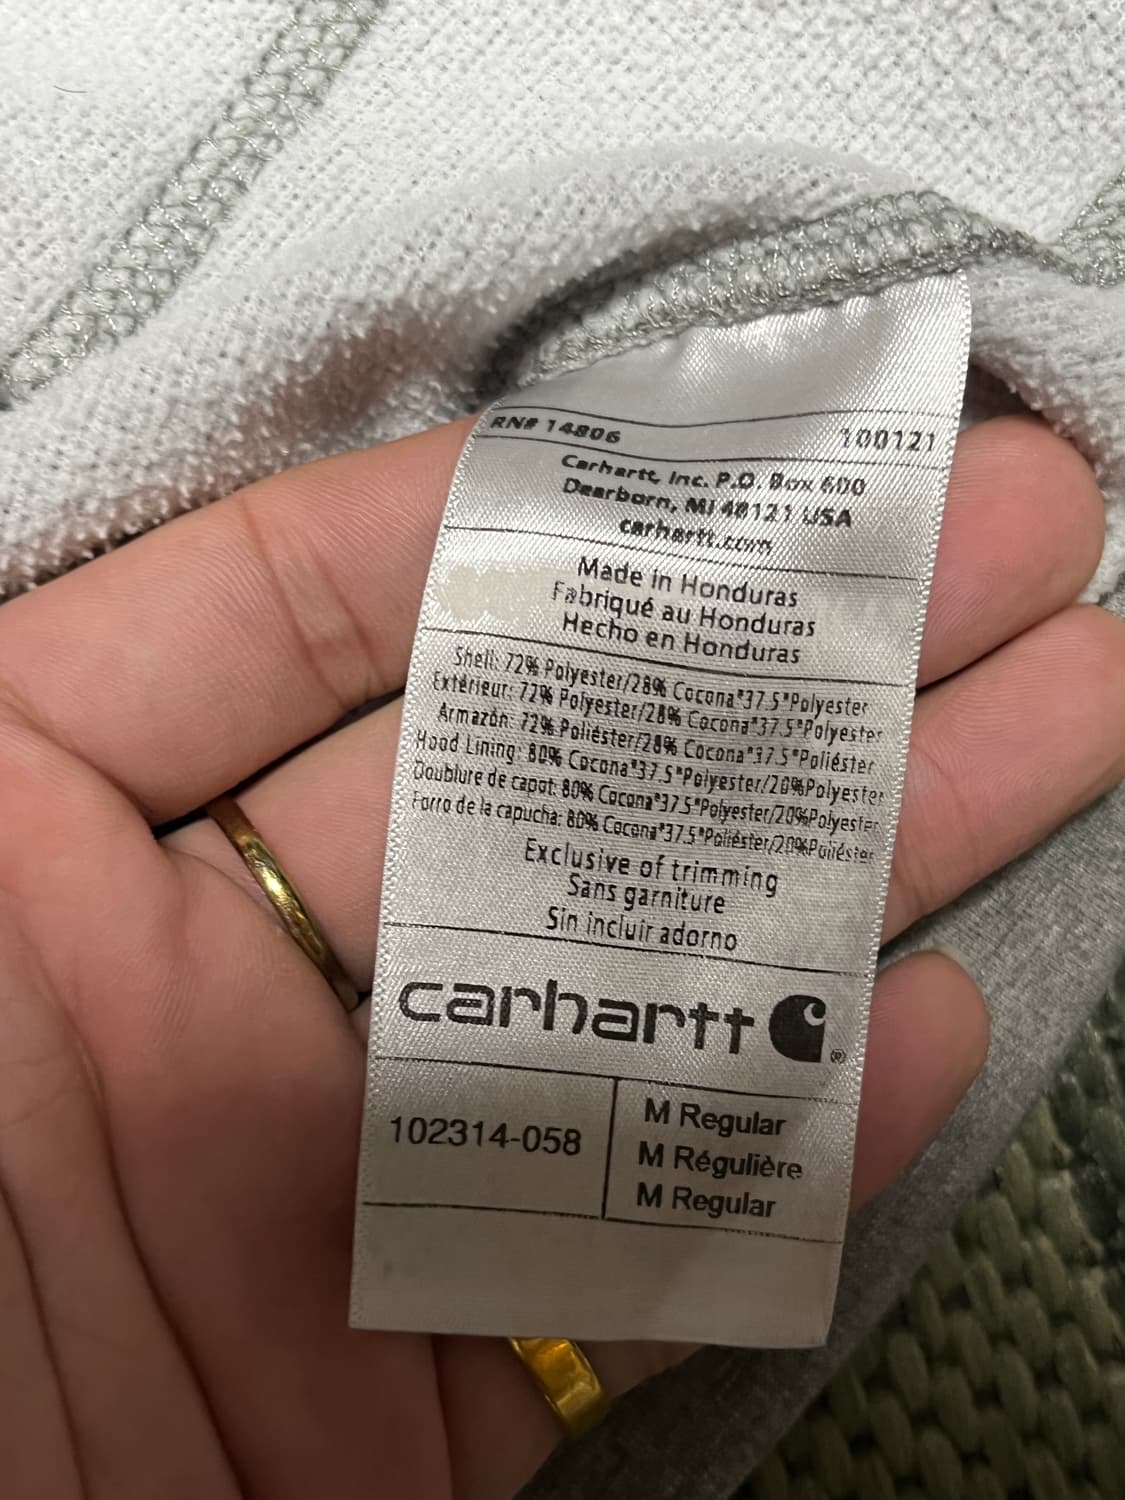 RN# 14806 100121
Carhartt, Inc. P.O. Box 600
Dearborn, MI 48121 USA
carhartt.com
Made in Honduras
Fabriqué au Honduras
Hecho en Honduras
Shell: 72% Polyester/28% Cocona®37.5®Polyester
Extérieur: 72% Polyester/28% Cocona®37.5®Polyester
Armazón: 72% Poliéster/28% Cocona®37.5®Poliéster
Hood Lining: 80% Cocona®37.5®Polyester/20%Polyester
Doublure de capot: 80% Cocona®37.5®Polyester/20%Polyester
Forro de la capucha: 80% Cocona®37.5®Poliéster/20%Poliéster
Exclusive of trimming
Sans garniture
Sin incluir adorno
carhartt ®
102314-058
M Regular
M Régulière
M Regular